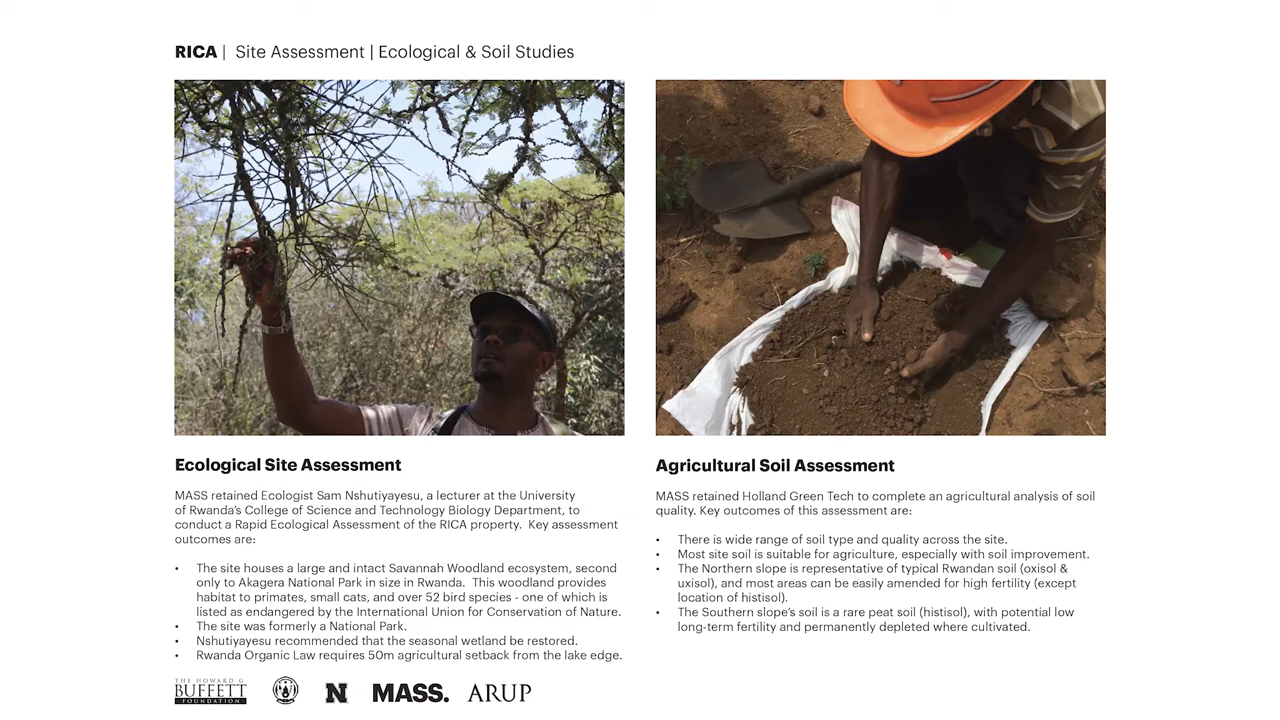 RICA | Site Assessment | Ecological & Soil Studies
Ecological Site Assessment
MASS retained Ecologist Sam Nshutiyayesu, a lecturer at the University
of Rwanda's College of Science and Technology Biology Department, to
conduct a Rapid Ecological Assessment of the RICA property. Key assessment
outcomes are:
• The site houses a large and intact Savannah Woodland ecosystem, second
only to Akagera National Park in size in Rwanda. This woodland provides
habitat to primates, small cats, and over 52 bird species - one of which is
listed as endangered by the International Union for Conservation of Nature.
• The site was formerly a National Park.
• Nshutiyayesu recommended that the seasonal wetland be restored.
• Rwanda Organic Law requires 50m agricultural setback from the lake edge.
Agricultural Soil Assessment
MASS retained Holland Green Tech to complete an agricultural analysis of soil
quality. Key outcomes of this assessment are:
• There is wide range of soil type and quality across the site.
• Most site soil is suitable for agriculture, especially with soil improvement.
• The Northern slope is representative of typical Rwandan soil (oxisol &
uxisol), and most areas can be easily amended for high fertility (except
location of histisol).
• The Southern slope's soil is a rare peat soil (histisol), with potential low
long-term fertility and permanently depleted where cultivated.
THE HOWARD G.
BUFFETT
FOUNDATION
N
MASS.
ARUP